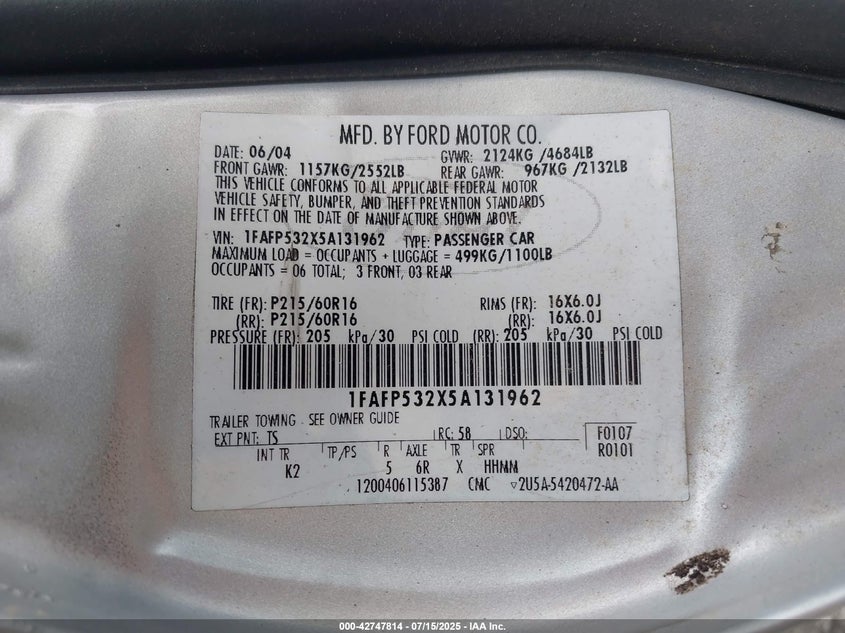 MFD. BY FORD MOTOR CO.
DATE: 06/04 GVWR: 2124KG /4684LB
FRONT GAWR: 1157KG/2552LB REAR GAWR: 967KG /2132LB
THIS VEHICLE CONFORMS TO ALL APPLICABLE FEDERAL MOTOR
VEHICLE SAFETY, BUMPER, AND THEFT PREVENTION STANDARDS
IN EFFECT ON THE DATE OF MANUFACTURE SHOWN ABOVE.
VIN: 1FAFP532X5A131962 TYPE: PASSENGER CAR
MAXIMUM LOAD = OCCUPANTS + LUGGAGE = 499KG/1100LB
OCCUPANTS = 06 TOTAL; 3 FRONT, 03 REAR
TIRE (FR): P215/60R16 RIMS (FR): 16X6.0J
(RR): P215/60R16 (RR): 16X6.0J
PRESSURE (FR): 205 kPa/30 PSI COLD (RR): 205 kPa/30 PSI COLD
1FAFP532X5A131962
TRAILER TOWING - SEE OWNER GUIDE
EXT PNT: TS RC: 58 DSO: F0107
INT TR TP/PS R AXLE TR SPR R0101
K2 5 6R X HHMM
1200406115387 CMC ▽2U5A-5420472-AA
000-42747814 - 07/15/2025 - IAA Inc.